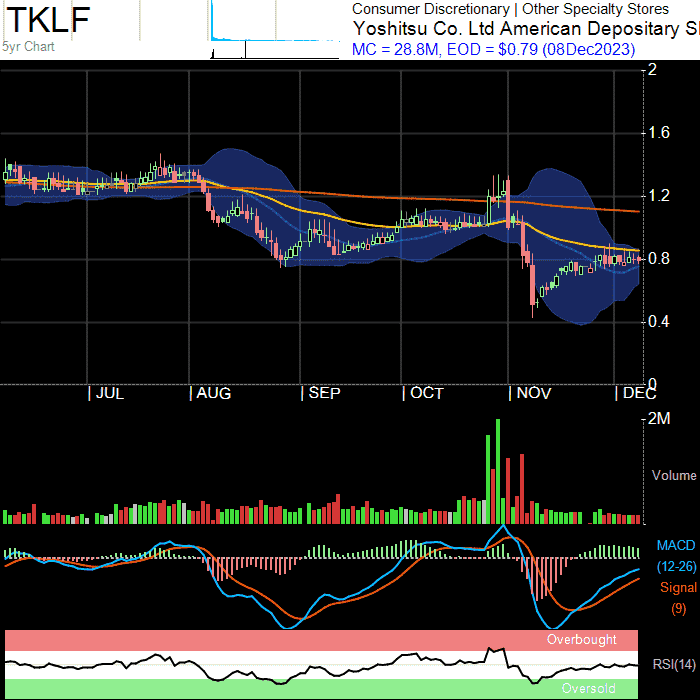 TKLF
5yr Chart
Consumer Discretionary | Other Specialty Stores
Yoshitsu Co. Ltd American Depositary S
MC = 28.8M, EOD = $0.79 (08Dec2023)
2
1.6
1.2
0.8
0.4
0
JUL
AUG
SEP
OCT
NOV
DEC
2M
Volume
MACD
(12-26)
Signal
(9)
Overbought
RSI(14)
Oversold